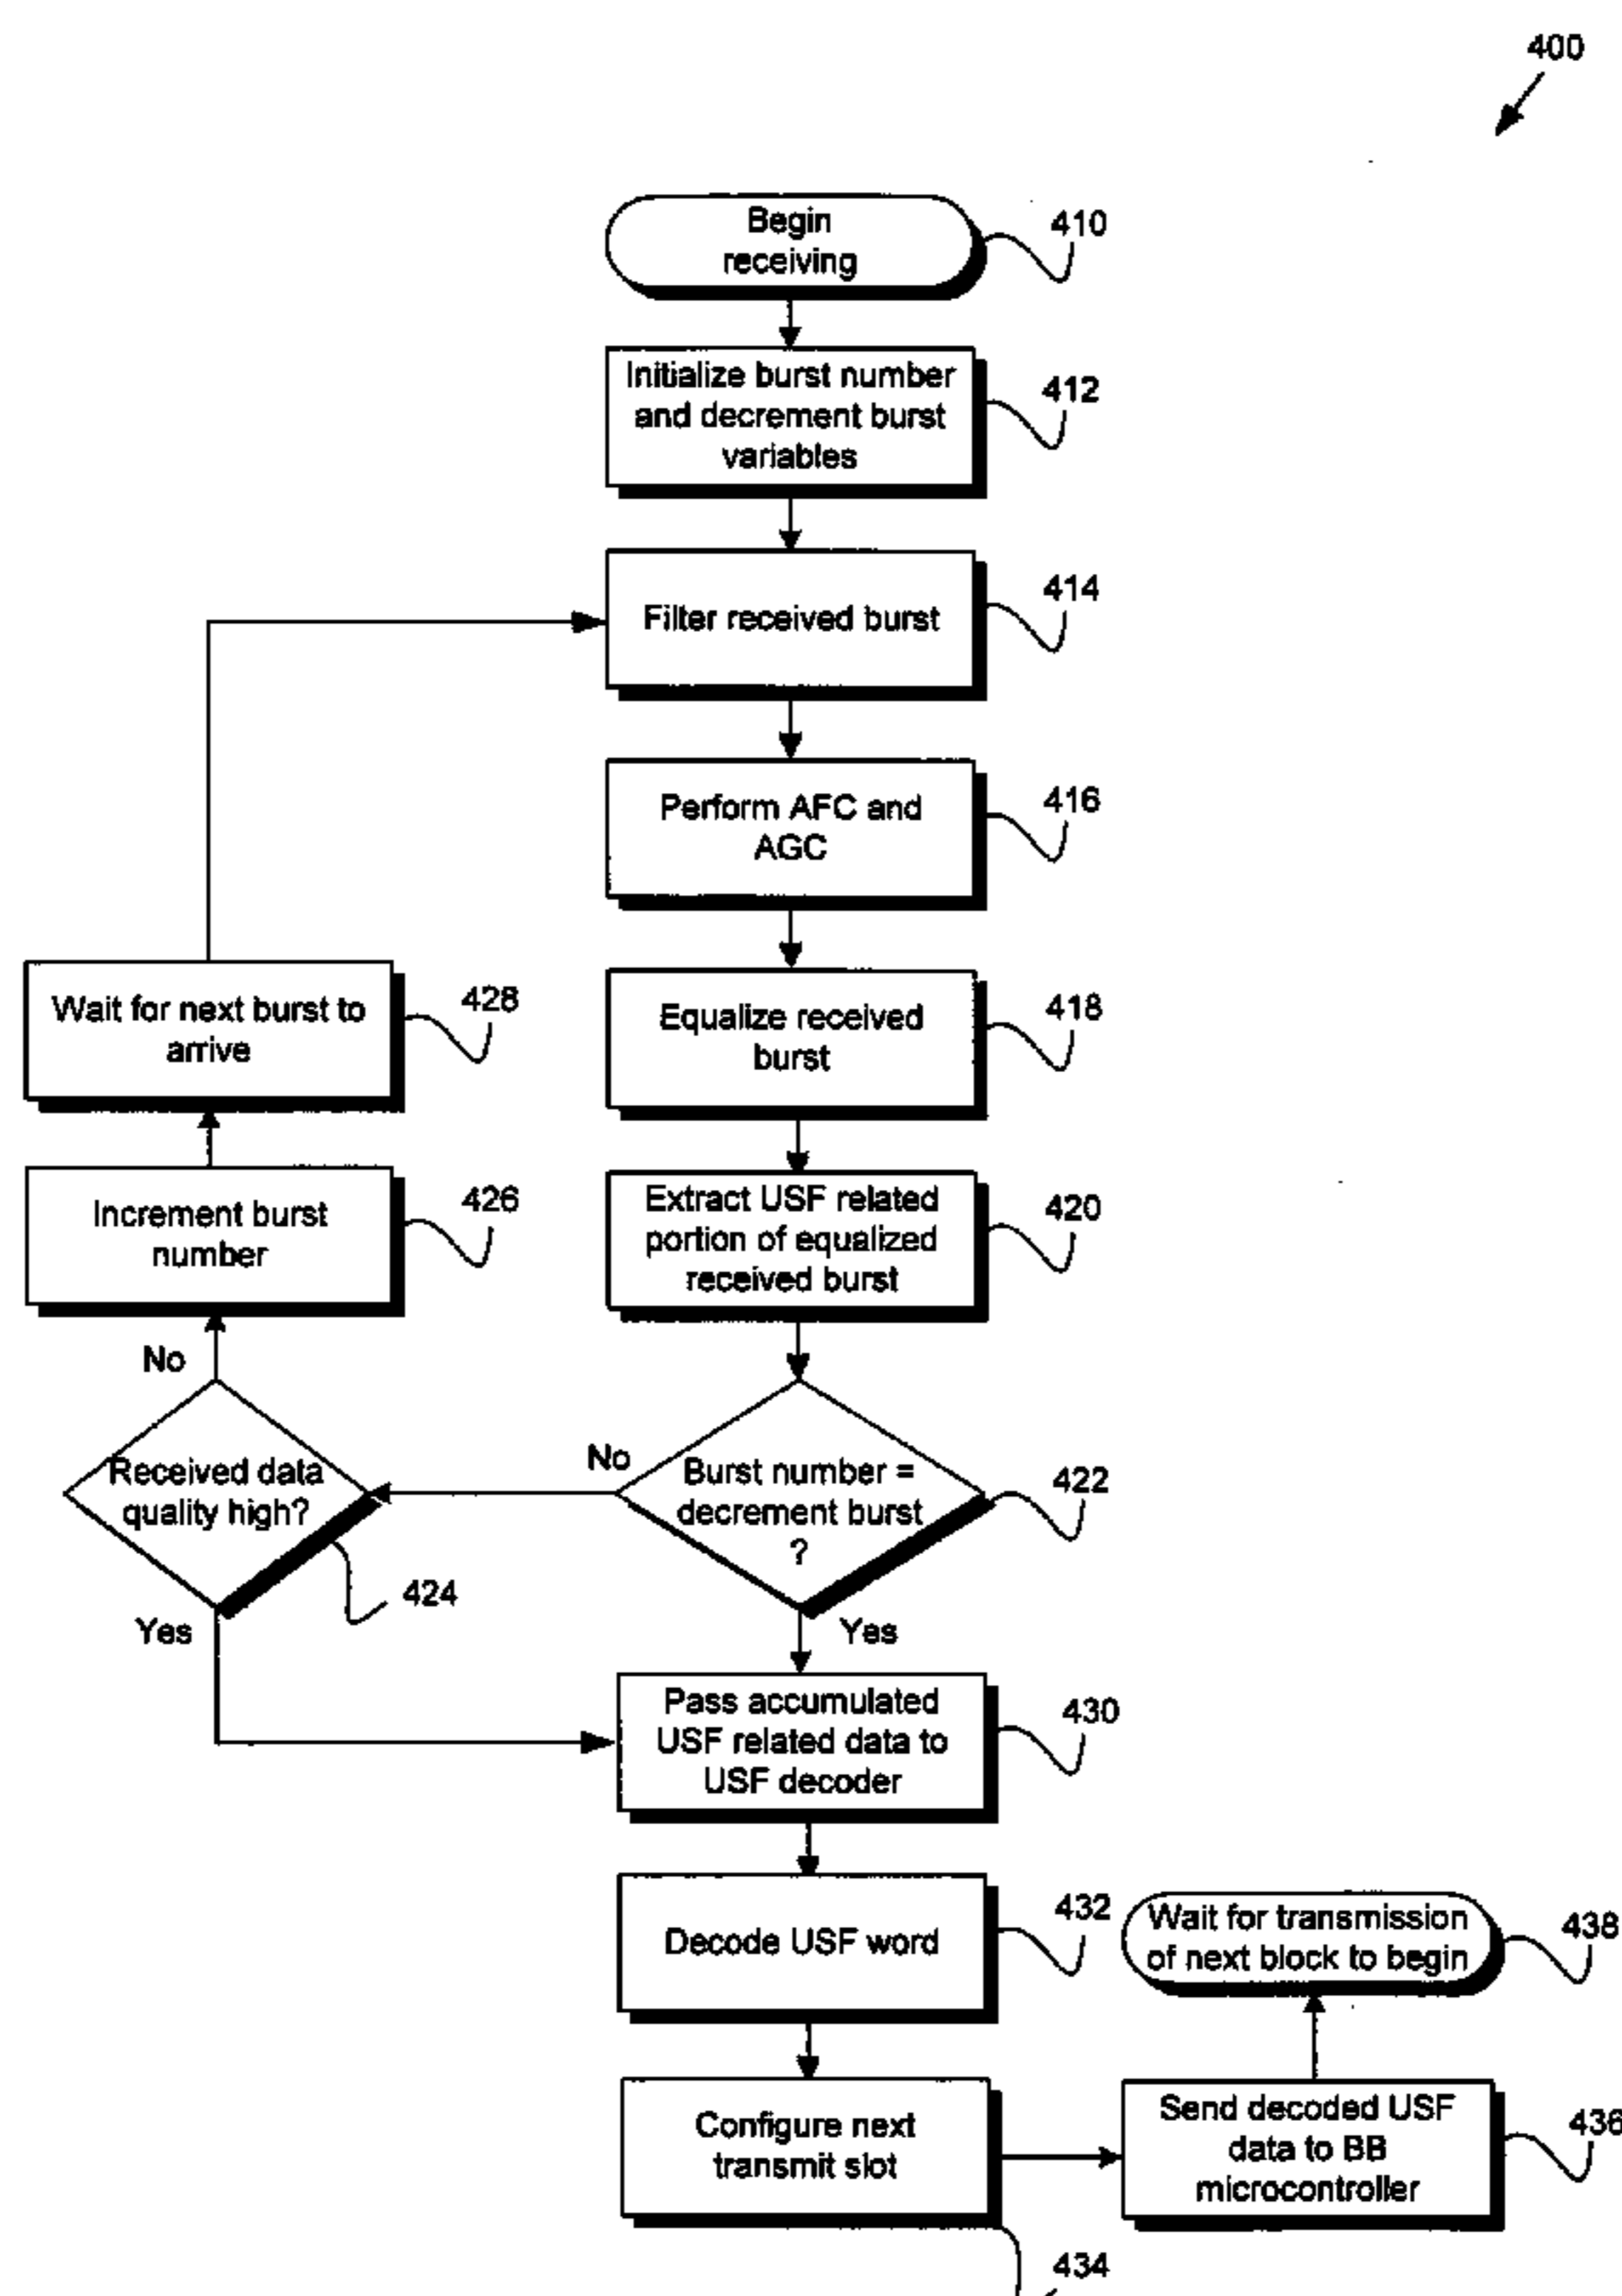 400
Begin
receiving
410
Initialize burst number
and decrement burst
variables
412
Filter received burst
414
Perform AFC and
AGC
416
Wait for next burst to
arrive
428
Equalize received
burst
418
Increment burst
number
426
Extract USF related
portion of equalized
received burst
420
No
Received data
quality high?
424
Yes
No
Burst number =
decrement burst
?
422
Yes
Pass accumulated
USF related data to
USF decoder
430
Decode USF word
432
Wait for transmission
of next block to begin
438
Configure next
transmit slot
434
Send decoded USF
data to BB
microcontroller
436